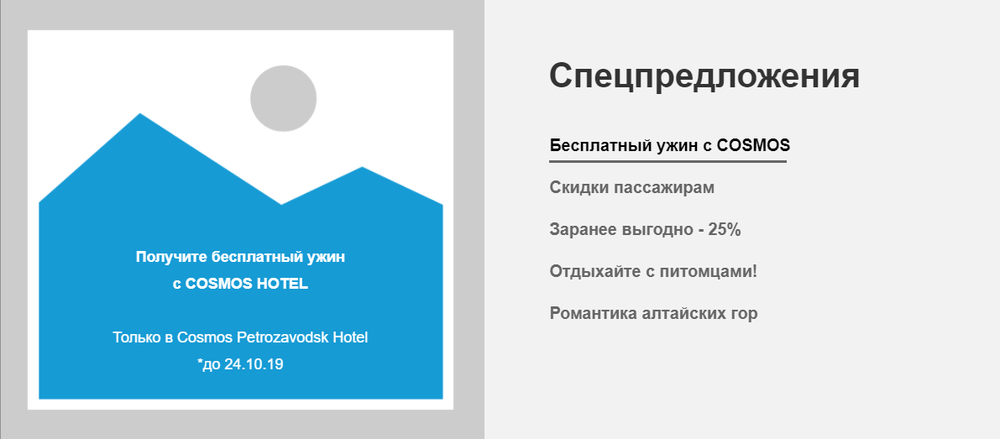 Получите бесплатный ужин
с COSMOS HOTEL
Только в Cosmos Petrozavodsk Hotel
*до 24.10.19
Спецпредложения
Бесплатный ужин с COSMOS
Скидки пассажирам
Заранее выгодно - 25%
Отдыхайте с питомцами!
Романтика алтайских гор